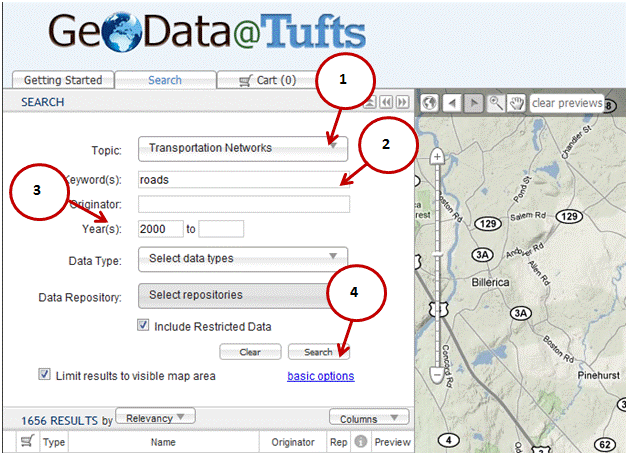 GeoData@Tufts
Getting Started
Search
Cart (0)
1
SEARCH
clear previews
Topic:
Transportation Networks
2
Keyword(s):
roads
3
Originator:
Year(s):
2000
to
Data Type:
Select data types
Data Repository:
Select repositories
4
Include Restricted Data
Clear
Search
Limit results to visible map area
basic options
1656 RESULTS by
Relevancy
Columns
Type
Name
Originator
Rep
Preview
8
Chandler St
Pond St
Boston Rd
129
Salem Rd
129
3A
Andover Rd
Allen Rd
Billerica
3A
3
Boston Rd
Concord Rd
Pinehurst
4
3